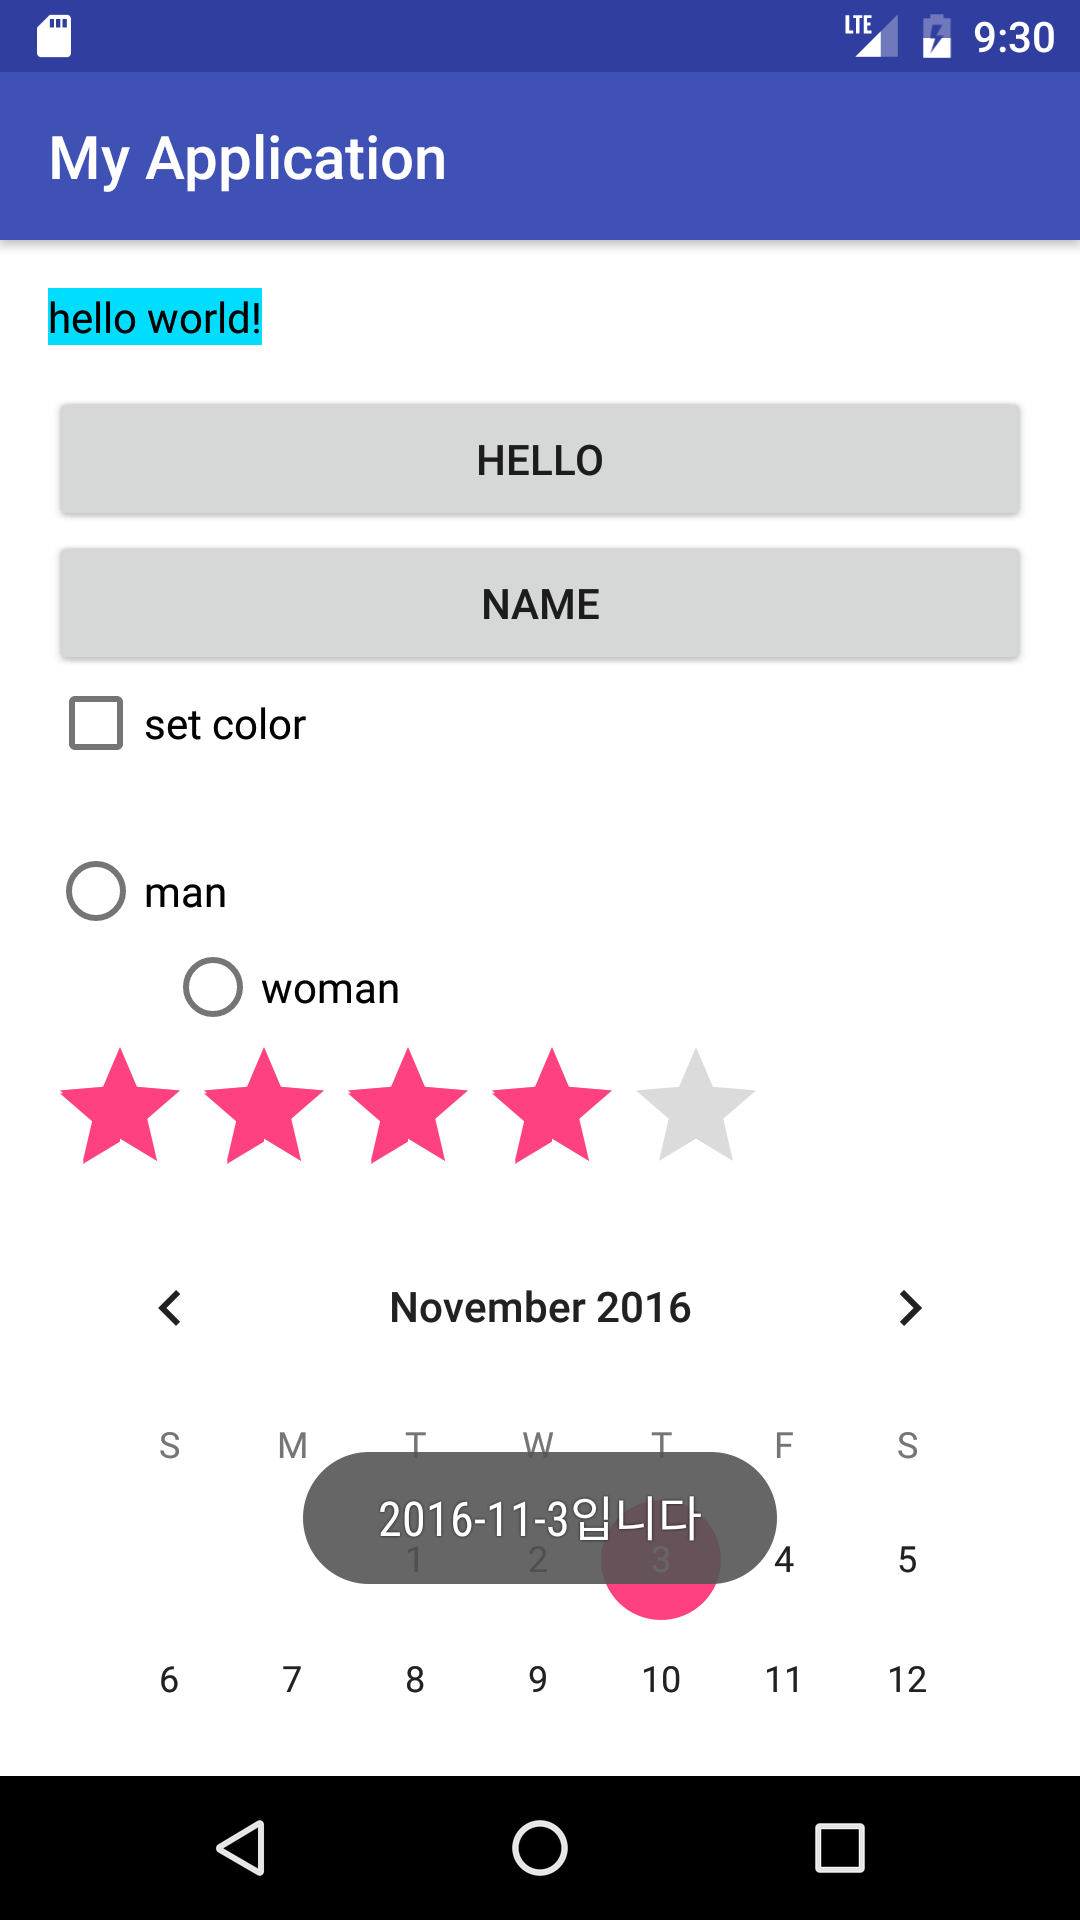 LTE 9:30
My Application
hello world!
HELLO
NAME
set color
man
woman
November 2016
S M T W T F S
2016-11-3입니다
1 2 3 4 5
6 7 8 9 10 11 12